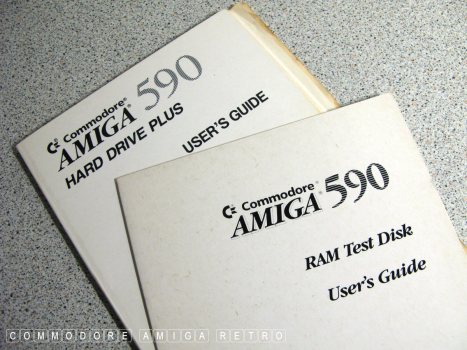 Commodore®
AMIGA® 590
HARD DRIVE PLUS
USER'S GUIDE
Commodore®
AMIGA® 590
RAM Test Disk
User's Guide
COMMODORE AMIGA RETRO